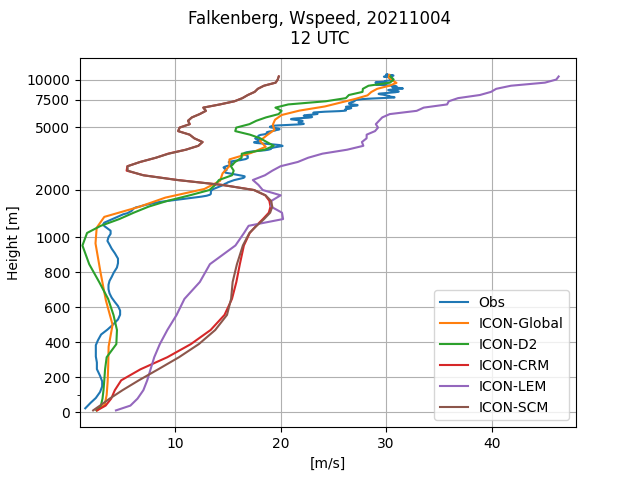 Falkenberg, Wspeed, 20211004
12 UTC
10000
7500
5000
2000
1000
800
600
400
200
0
Height [m]
10
20
30
40
[m/s]
Obs
ICON-Global
ICON-D2
ICON-CRM
ICON-LEM
ICON-SCM